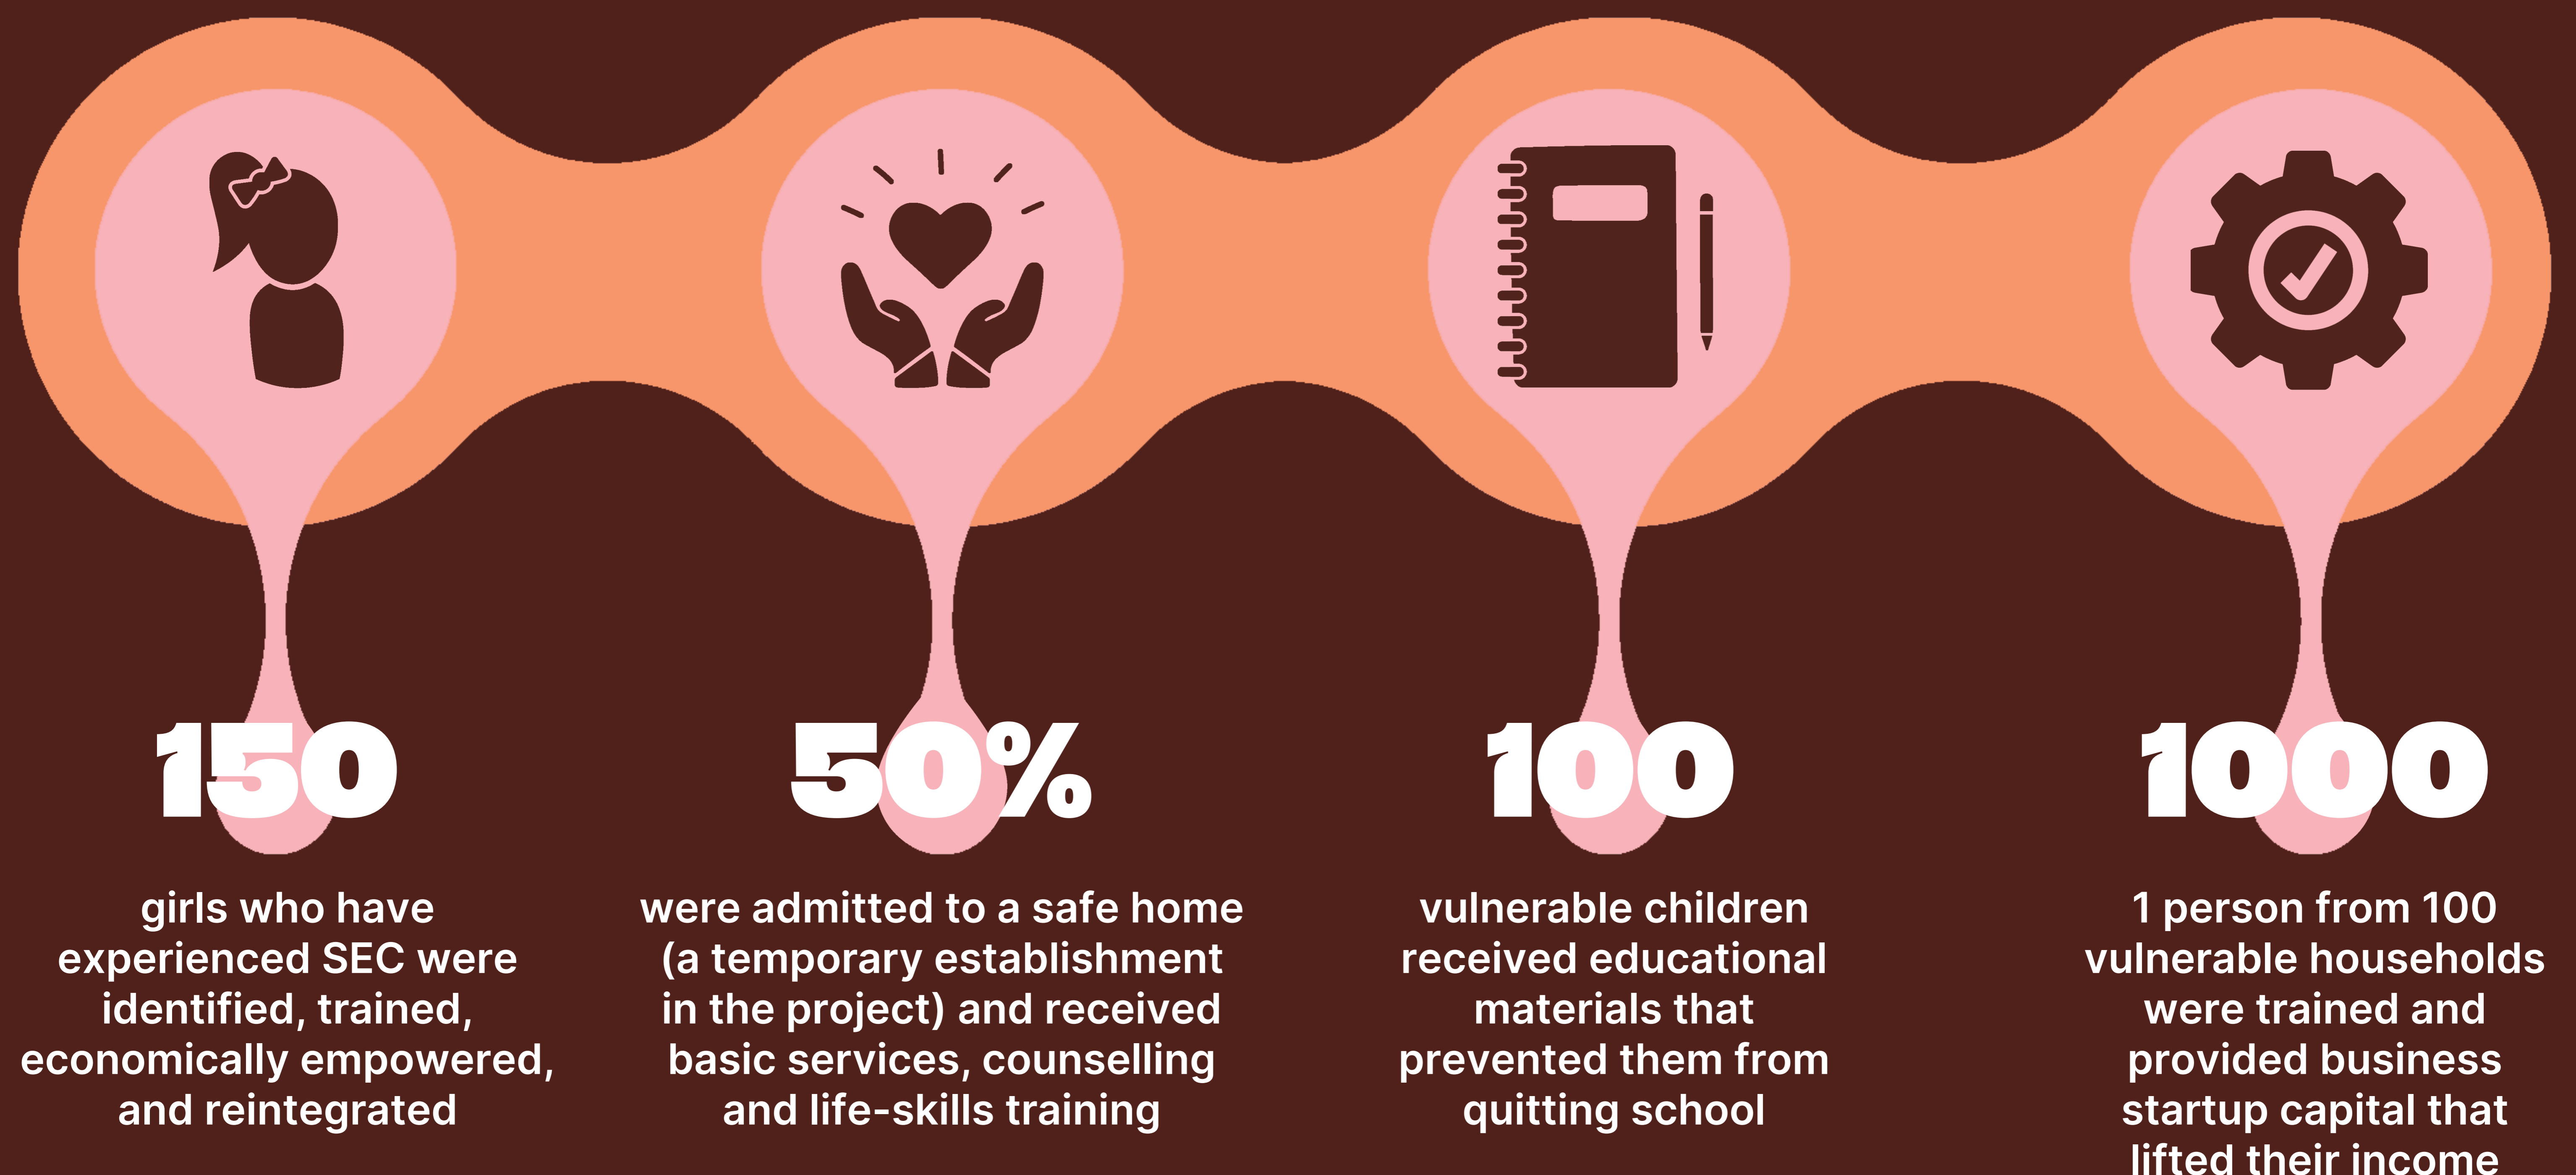 150
girls who have
experienced SEC were
identified, trained,
economically empowered,
and reintegrated
50%
were admitted to a safe home
(a temporary establishment
in the project) and received
basic services, counselling
and life-skills training
100
vulnerable children
received educational
materials that
prevented them from
quitting school
1000
1 person from 100
vulnerable households
were trained and
provided business
startup capital that
lifted their income